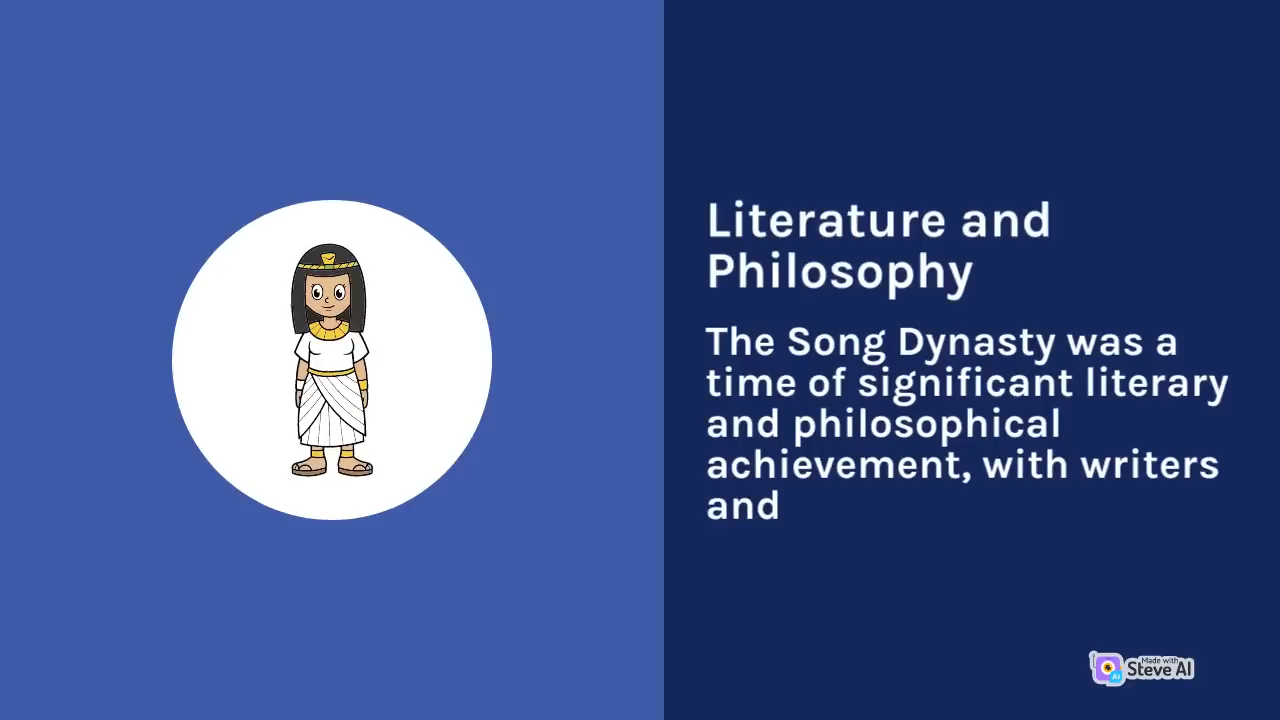 Literature and
Philosophy
The Song Dynasty was a
time of significant literary
and philosophical
achievement, with writers
and
Made with
Steve AI
AI